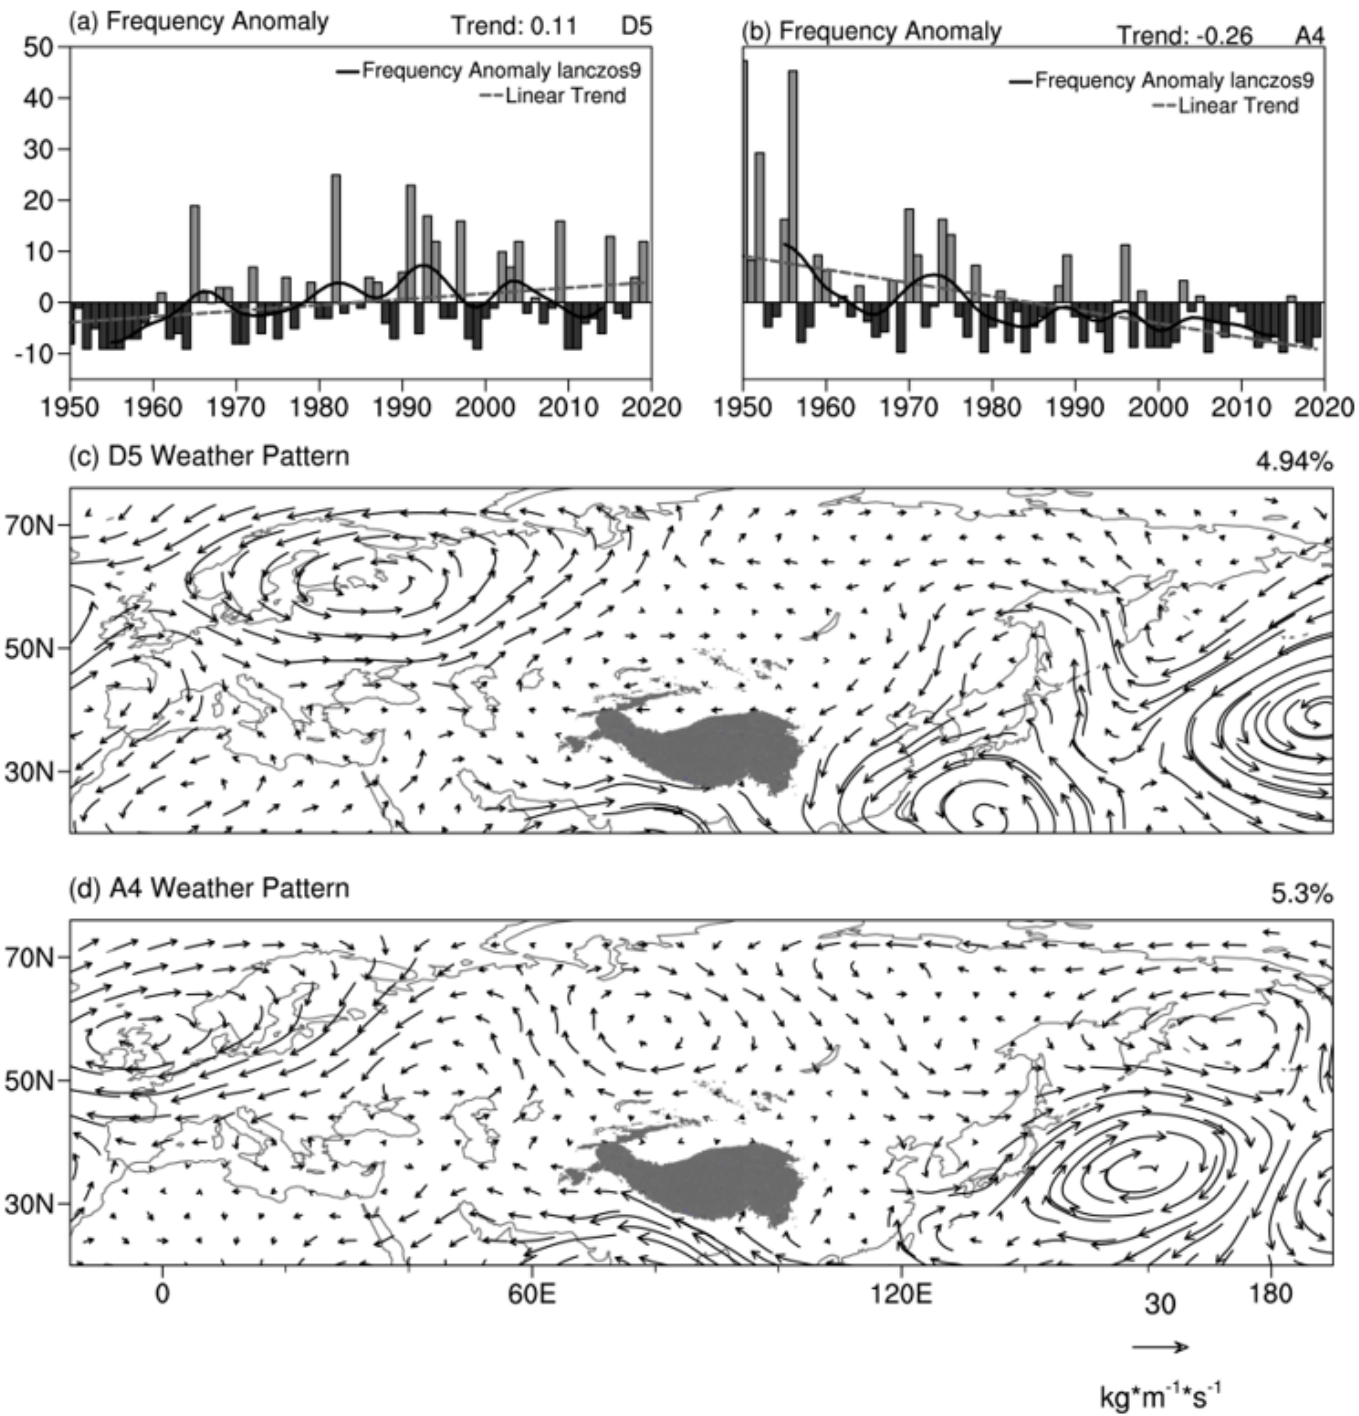 (a) Frequency Anomaly Trend: 0.11 D5
(b) Frequency Anomaly Trend: -0.26 A4
50
40
30
20
10
0
-10
Frequency Anomaly lanczos9
Linear Trend
Frequency Anomaly lanczos9
Linear Trend
1950 1960 1970 1980 1990 2000 2010 2020
1950 1960 1970 1980 1990 2000 2010 2020
(c) D5 Weather Pattern 4.94%
70N
50N
30N
(d) A4 Weather Pattern 5.3%
70N
50N
30N
0 60E 120E 180
30
kg*m-1*s-1